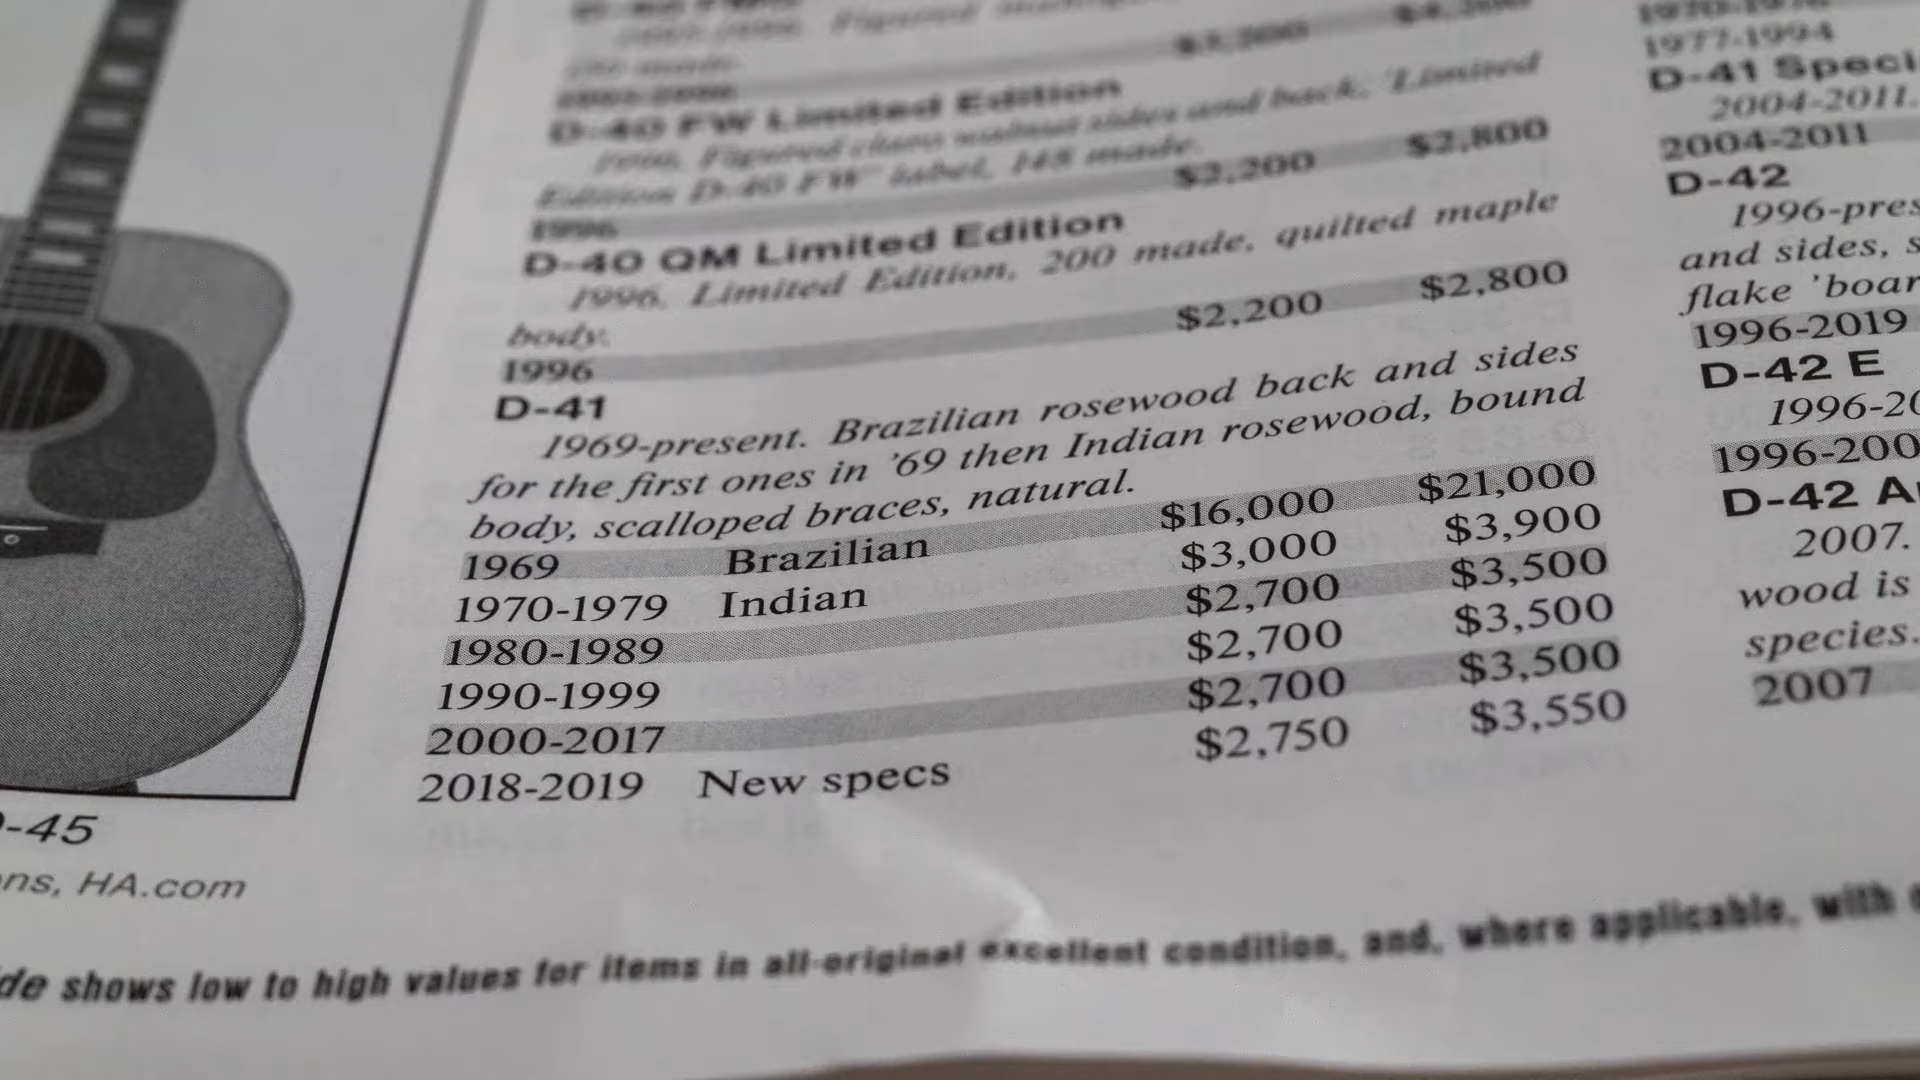 -45
ns, HA.com
D-40 FW Limited Edition
1996. Figured claro walnut sides and back, 'Limited
Edition D-40 FW' label, 148 made.
1996 $2,200 $2,800
D-40 QM Limited Edition
1996. Limited Edition, 200 made, quilted maple
body.
1996 $2,200 $2,800
D-41
1969-present. Brazilian rosewood back and sides
for the first ones in '69 then Indian rosewood, bound
body, scalloped braces, natural.
1969 Brazilian $16,000 $21,000
1970-1979 Indian $3,000 $3,900
1980-1989 $2,700 $3,500
1990-1999 $2,700 $3,500
2000-2017 $2,700 $3,500
2018-2019 New specs $2,750 $3,550
1977-1994
D-41 Speci
2004-2011.
2004-2011
D-42
1996-pres
and sides, s
flake 'boar
1996-2019
D-42 E
1996-20
1996-200
D-42 A
2007.
wood is
species.
2007
de shows low to high values for items in all-original excellent condition, and, where applicable, with